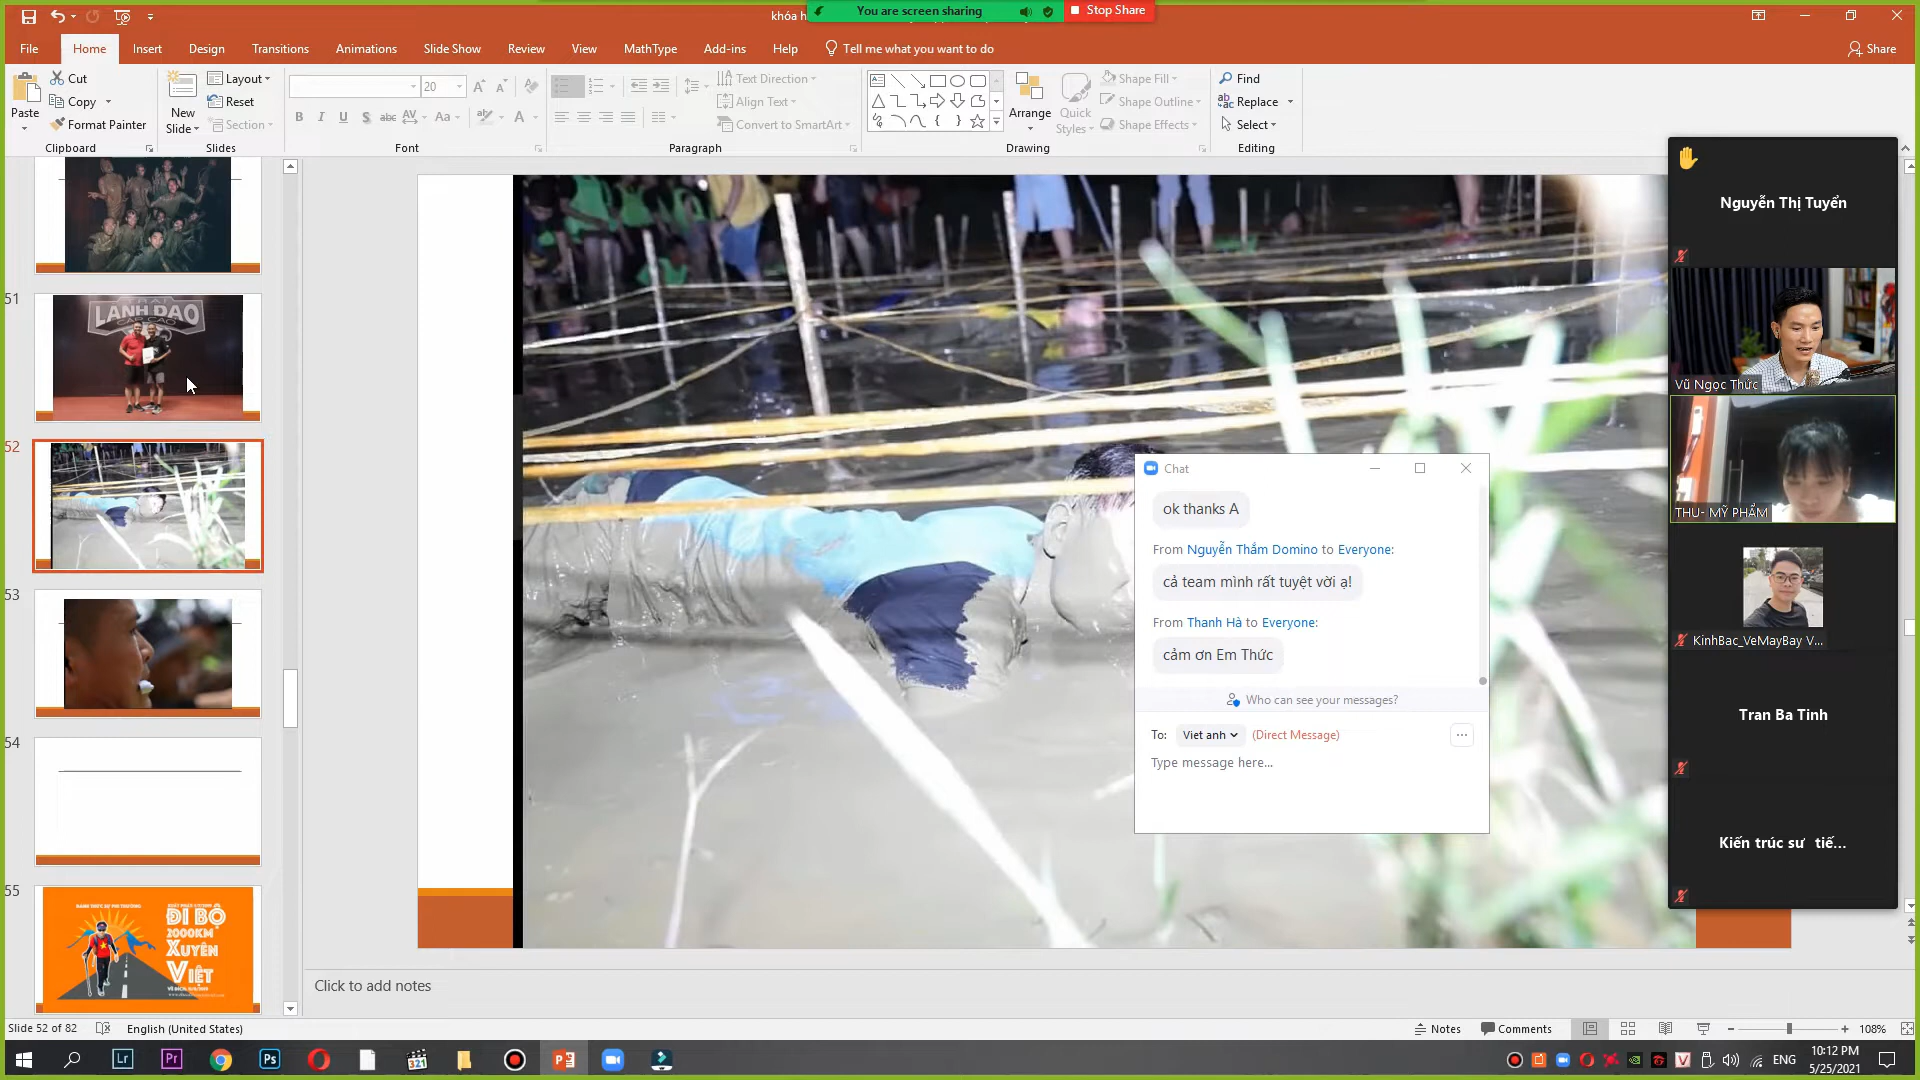 khóa h
You are screen sharing
Stop Share
File
Home
Insert
Design
Transitions
Animations
Slide Show
Review
View
MathType
Add-ins
Help
Tell me what you want to do
Share
Paste
Cut
Copy
Format Painter
Clipboard
New Slide
Layout
Reset
Section
Slides
20
Font
Text Direction
Align Text
Convert to SmartArt
Paragraph
Arrange
Quick Styles
Shape Fill
Shape Outline
Shape Effects
Drawing
Find
Replace
Select
Editing
51
LÃNH ĐẠO
CẤP CAO
52
53
54
55
ĐI BỘ
2000KM
XUYÊN
VIỆT
Chat
ok thanks A
From Nguyễn Thắm Domino to Everyone:
cả team mình rất tuyệt vời ạ!
From Thanh Hà to Everyone:
cảm ơn Em Thức
Who can see your messages?
To: Viet anh (Direct Message)
Type message here...
Nguyễn Thị Tuyển
Vũ Ngọc Thức
THU- MỸ PHẨM
KinhBac_VeMayBay V...
Tran Ba Tinh
Kiến trúc sư tiế...
Click to add notes
Slide 52 of 82
English (United States)
Notes
Comments
108%
Lr
Pr
Ps
321
ENG
10:12 PM
5/25/2021